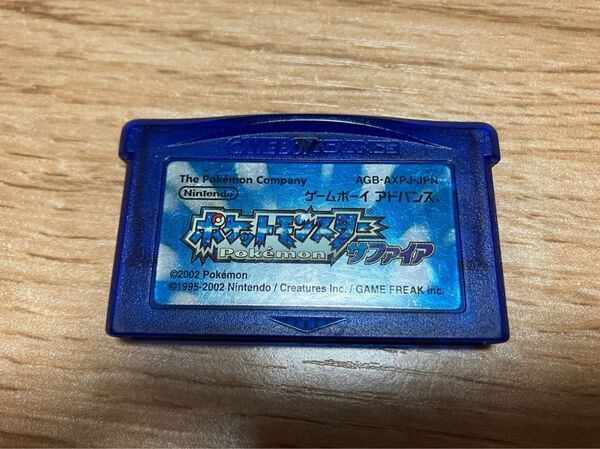 GAME BOY ADVANCE
The Pokémon Company AGB-AXPJ-JPN
Nintendo ゲームボーイ アドバンス
ポケットモンスター®
Pokémon サファイア
©2002 Pokémon
©1995-2002 Nintendo / Creatures Inc. / GAME FREAK inc.